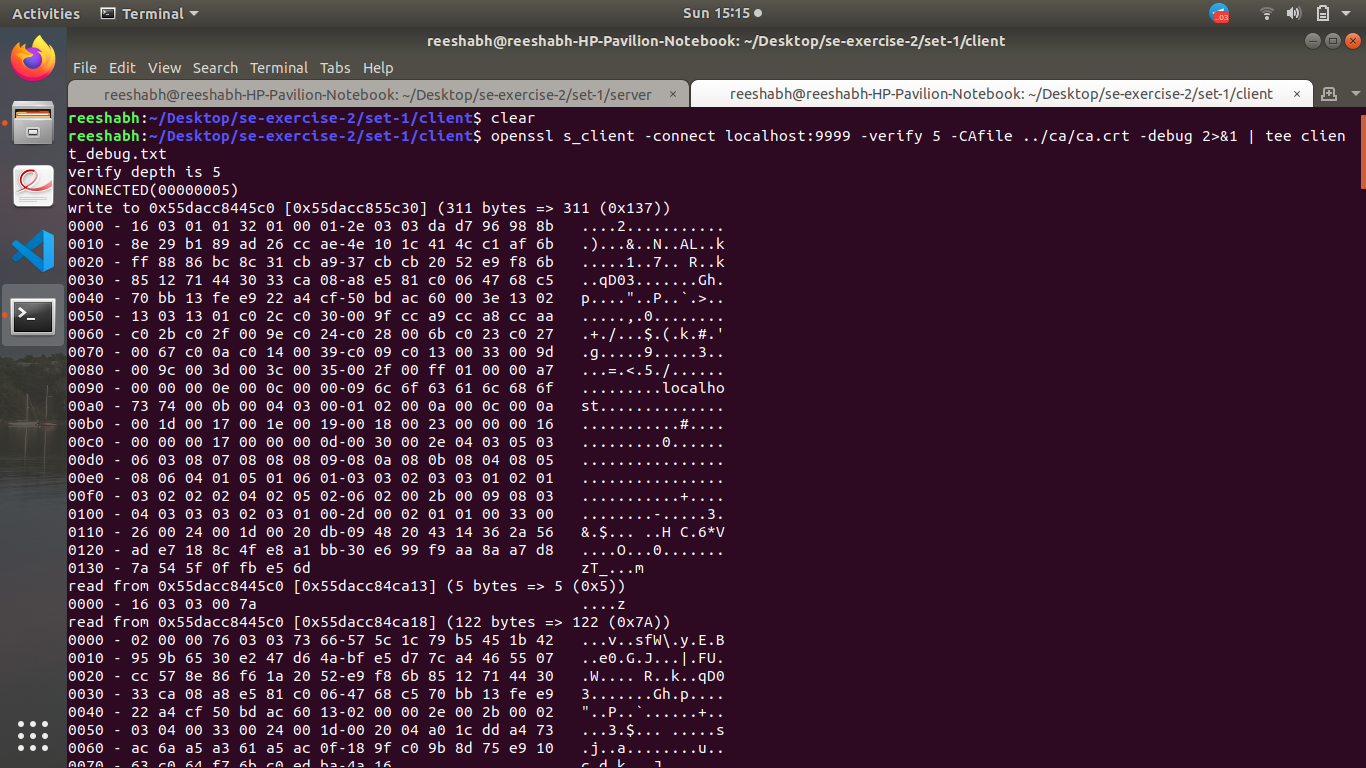 Activities
Terminal
Sun 15:15
.03
reeshabh@reeshabh-HP-Pavilion-Notebook: ~/Desktop/se-exercise-2/set-1/client
File Edit View Search Terminal Tabs Help
reeshabh@reeshabh-HP-Pavilion-Notebook: ~/Desktop/se-exercise-2/set-1/server ×
reeshabh@reeshabh-HP-Pavilion-Notebook: ~/Desktop/se-exercise-2/set-1/client ×
reeshabh:~/Desktop/se-exercise-2/set-1/client$ clear
reeshabh:~/Desktop/se-exercise-2/set-1/client$ openssl s_client -connect localhost:9999 -verify 5 -CAfile ../ca/ca.crt -debug 2>&1 | tee clien
t_debug.txt
verify depth is 5
CONNECTED(00000005)
write to 0x55dacc8445c0 [0x55dacc855c30] (311 bytes => 311 (0x137))
0000 - 16 03 01 01 32 01 00 01-2e 03 03 da d7 96 98 8b   ....2...........
0010 - 8e 29 b1 89 ad 26 cc ae-4e 10 1c 41 4c c1 af 6b   .)...&..N..AL..k
0020 - ff 88 86 bc 8c 31 cb a9-37 cb cb 20 52 e9 f8 6b   .....1..7.. R..k
0030 - 85 12 71 44 30 33 ca 08-a8 e5 81 c0 06 47 68 c5   ..qD03.......Gh.
0040 - 70 bb 13 fe e9 22 a4 cf-50 bd ac 60 00 3e 13 02   p...."..P..`.>..
0050 - 13 03 13 01 c0 2c c0 30-00 9f cc a9 cc a8 cc aa   .....,.0........
0060 - c0 2b c0 2f 00 9e c0 24-c0 28 00 6b c0 23 c0 27   .+./...$.(.k.#.'
0070 - 00 67 c0 0a c0 14 00 39-c0 09 c0 13 00 33 00 9d   .g.....9.....3..
0080 - 00 9c 00 3d 00 3c 00 35-00 2f 00 ff 01 00 00 a7   ...=.<.5./......
0090 - 00 00 00 0e 00 0c 00 00-09 6c 6f 63 61 6c 68 6f   .........localho
00a0 - 73 74 00 0b 00 04 03 00-01 02 00 0a 00 0c 00 0a   st..............
00b0 - 00 1d 00 17 00 1e 00 19-00 18 00 23 00 00 00 16   ...........#....
00c0 - 00 00 00 17 00 00 00 0d-00 30 00 2e 04 03 05 03   .........0......
00d0 - 06 03 08 07 08 08 08 09-08 0a 08 0b 08 04 08 05   ................
00e0 - 08 06 04 01 05 01 06 01-03 03 02 03 03 01 02 01   ................
00f0 - 03 02 02 02 04 02 05 02-06 02 00 2b 00 09 08 03   ...........+....
0100 - 04 03 03 03 02 03 01 00-2d 00 02 01 01 00 33 00   ........-.....3.
0110 - 26 00 24 00 1d 00 20 db-09 48 20 43 14 36 2a 56   &.$... ..H C.6*V
0120 - ad e7 18 8c 4f e8 a1 bb-30 e6 99 f9 aa 8a a7 d8   ....O...0.......
0130 - 7a 54 5f 0f fb e5 6d   zT_...m
read from 0x55dacc8445c0 [0x55dacc84ca13] (5 bytes => 5 (0x5))
0000 - 16 03 03 00 7a   ....z
read from 0x55dacc8445c0 [0x55dacc84ca18] (122 bytes => 122 (0x7A))
0000 - 02 00 00 76 03 03 73 66-57 5c 1c 79 b5 45 1b 42   ...v..sfW\.y.E.B
0010 - 95 9b 65 30 e2 47 d6 4a-bf e5 d7 7c a4 46 55 07   ..e0.G.J...|.FU.
0020 - cc 57 8e 86 f6 1a 20 52-e9 f8 6b 85 12 71 44 30   .W.... R..k..qD0
0030 - 33 ca 08 a8 e5 81 c0 06-47 68 c5 70 bb 13 fe e9   3.......Gh.p....
0040 - 22 a4 cf 50 bd ac 60 13-02 00 00 2e 00 2b 00 02   "..P..`......+..
0050 - 03 04 00 33 00 24 00 1d-00 20 04 a0 1c dd a4 73   ...3.$... .....s
0060 - ac 6a a5 a3 61 a5 ac 0f-18 9f c0 9b 8d 75 e9 10   .j..a........u..
0070 - 63 c0 64 f7 6b c0 ed ba-4a 16   c.d.k...J.